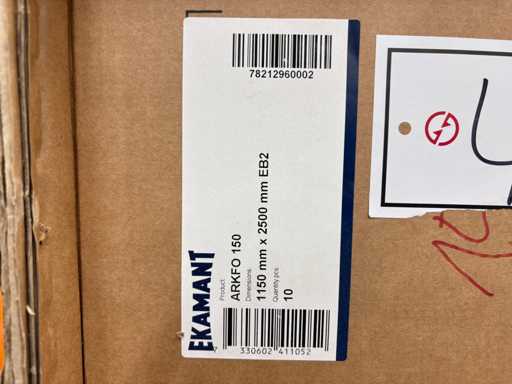 78212960002
EKAMANT
Product
ARKFO 150
Dimensions
1150 mm x 2500 mm EB2
Quantity pcs
10
7 330602 411052